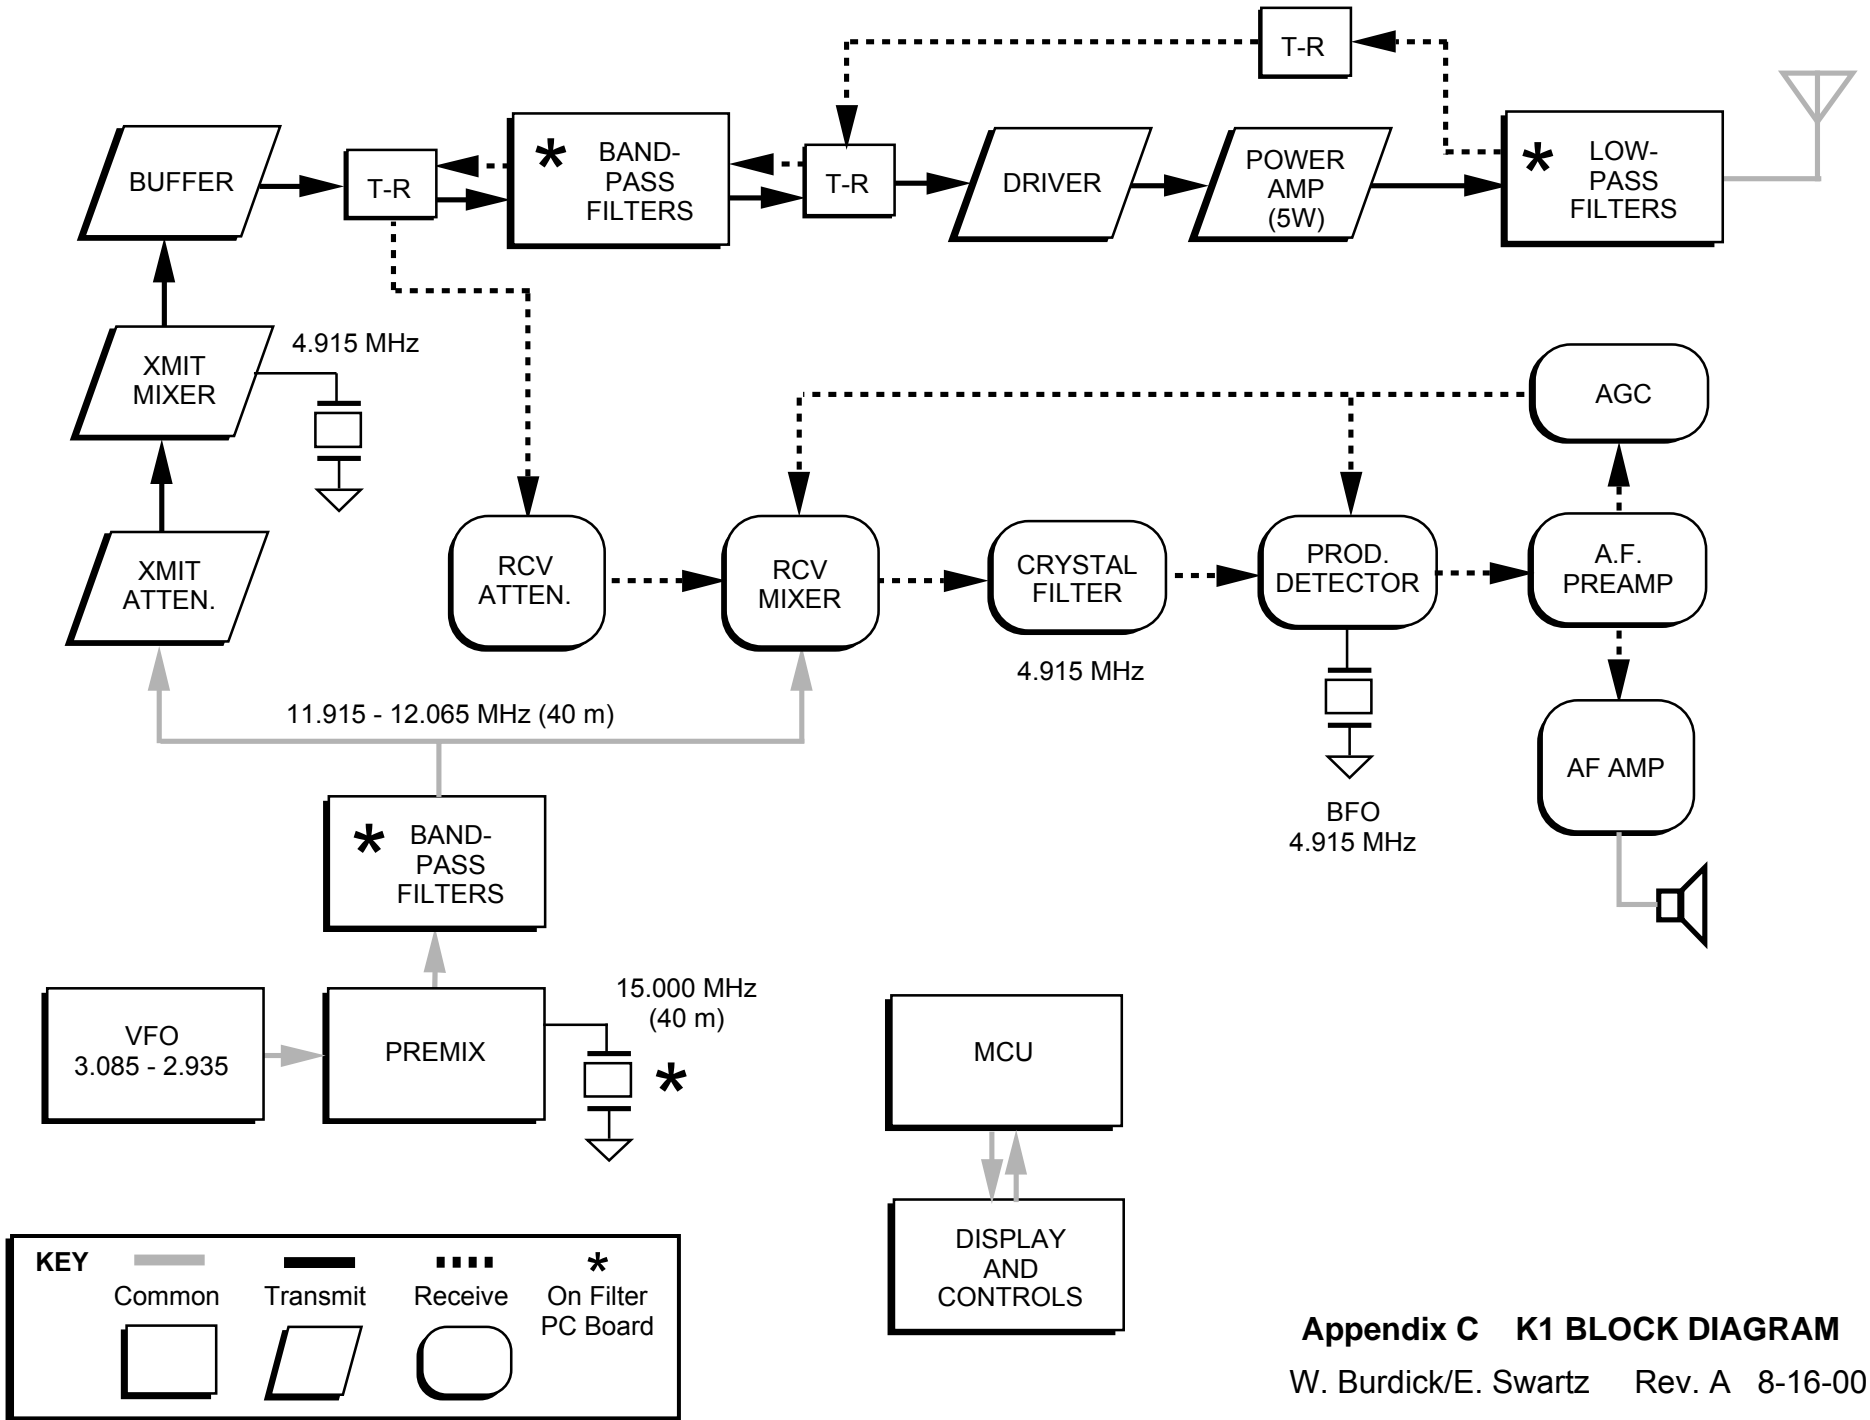 T-R
BUFFER
T-R
*
BAND-
PASS
FILTERS
T-R
DRIVER
POWER
AMP
(5W)
*
LOW-
PASS
FILTERS
XMIT
MIXER
4.915 MHz
AGC
XMIT
ATTEN.
RCV
ATTEN.
RCV
MIXER
CRYSTAL
FILTER
4.915 MHz
PROD.
DETECTOR
A.F.
PREAMP
11.915 - 12.065 MHz (40 m)
BFO
4.915 MHz
AF AMP
*
BAND-
PASS
FILTERS
VFO
3.085 - 2.935
PREMIX
15.000 MHz
(40 m)
*
MCU
DISPLAY
AND
CONTROLS
KEY
Common
Transmit
Receive
*
On Filter
PC Board
Appendix C K1 BLOCK DIAGRAM
W. Burdick/E. Swartz Rev. A 8-16-00